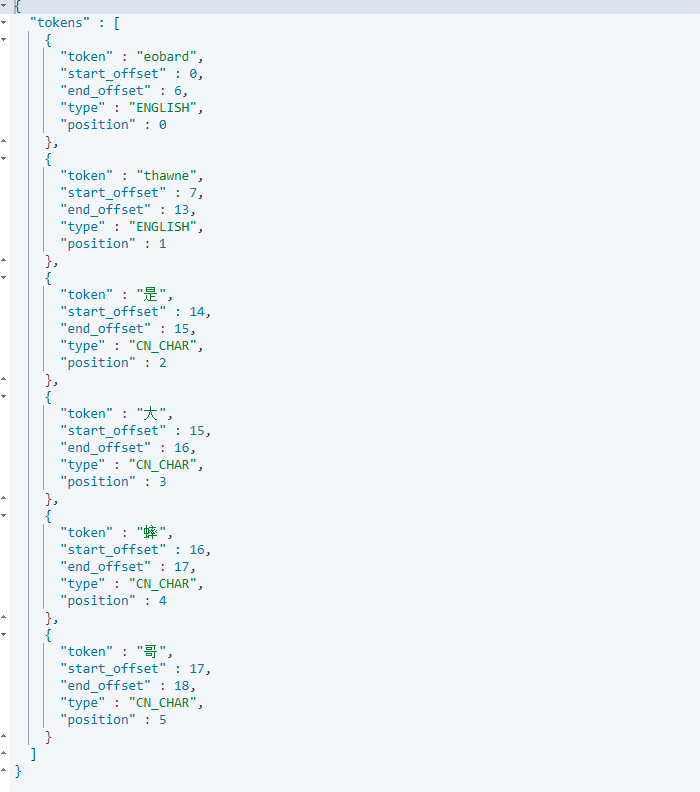 {
  "tokens" : [
    {
      "token" : "eobard",
      "start_offset" : 0,
      "end_offset" : 6,
      "type" : "ENGLISH",
      "position" : 0
    },
    {
      "token" : "thawne",
      "start_offset" : 7,
      "end_offset" : 13,
      "type" : "ENGLISH",
      "position" : 1
    },
    {
      "token" : "是",
      "start_offset" : 14,
      "end_offset" : 15,
      "type" : "CN_CHAR",
      "position" : 2
    },
    {
      "token" : "大",
      "start_offset" : 15,
      "end_offset" : 16,
      "type" : "CN_CHAR",
      "position" : 3
    },
    {
      "token" : "蟀",
      "start_offset" : 16,
      "end_offset" : 17,
      "type" : "CN_CHAR",
      "position" : 4
    },
    {
      "token" : "哥",
      "start_offset" : 17,
      "end_offset" : 18,
      "type" : "CN_CHAR",
      "position" : 5
    }
  ]
}